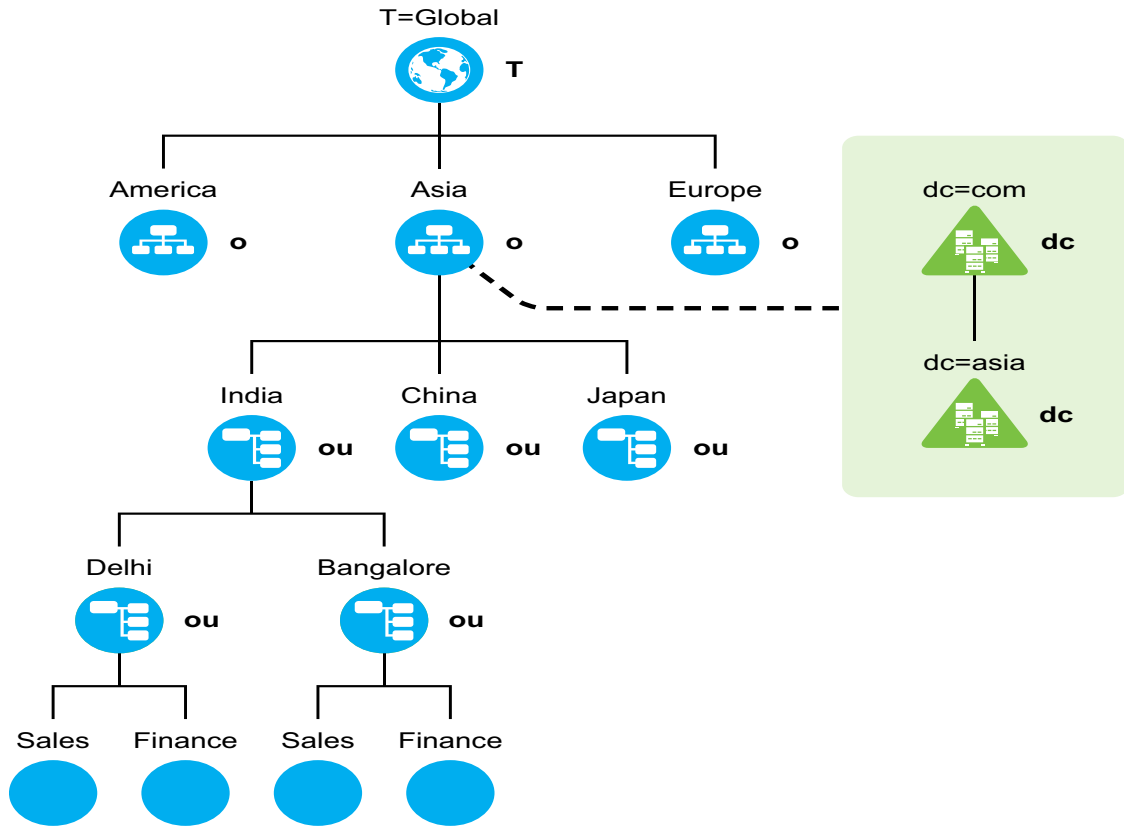 T=Global
T
America
Asia
Europe
o
o
o
dc=com
dc
dc=asia
dc
India
China
Japan
ou
ou
ou
Delhi
Bangalore
ou
ou
Sales
Finance
Sales
Finance